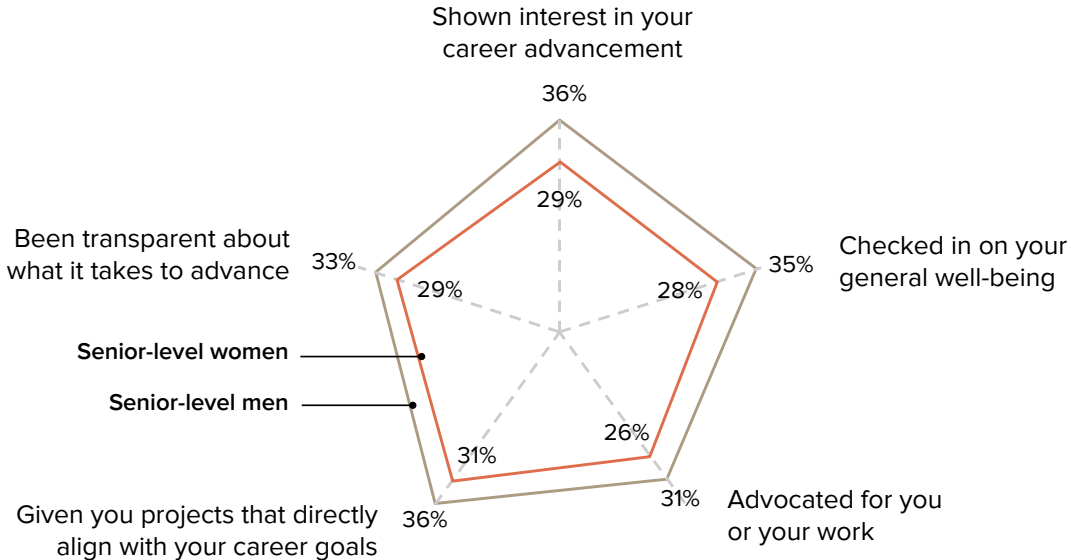 Shown interest in your
career advancement
36%
29%
Been transparent about
what it takes to advance
33%
29%
Checked in on your
general well-being
35%
28%
Senior-level women
Senior-level men
Given you projects that directly
align with your career goals
36%
31%
Advocated for you
or your work
31%
26%